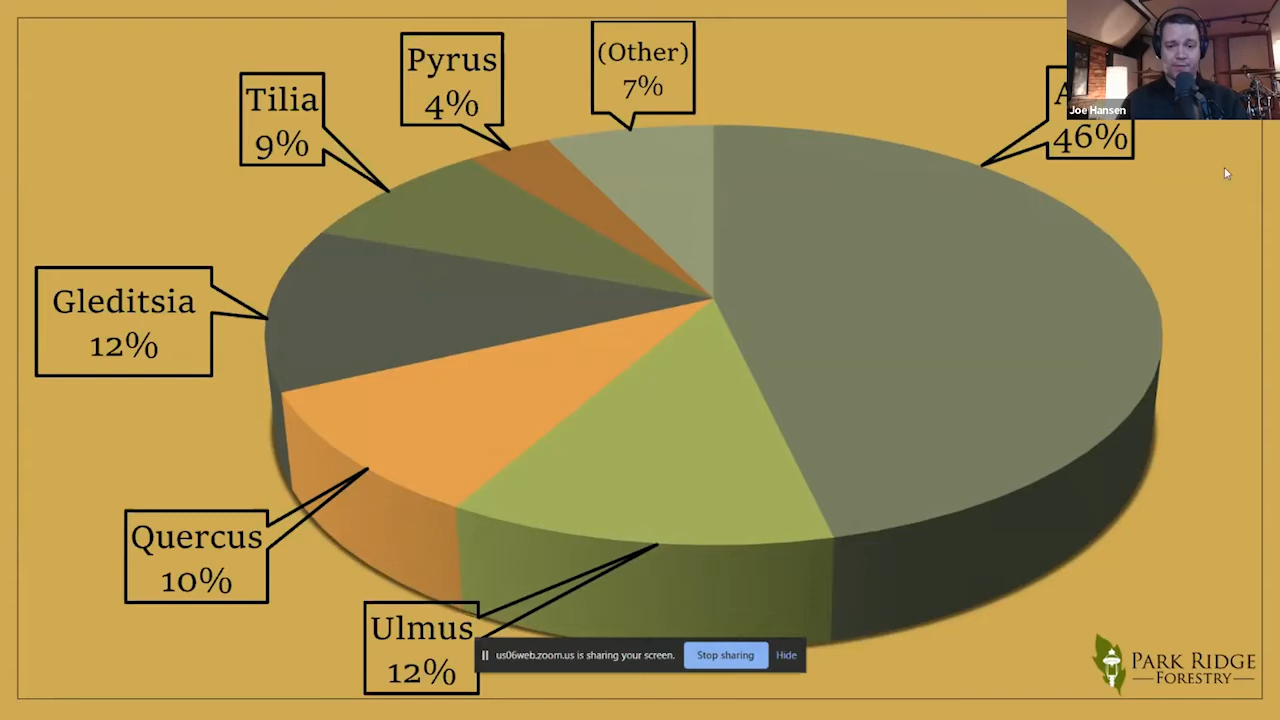 (Other)
7%
Pyrus
4%
Tilia
9%
Joe Hansen
46%
Gleditsia
12%
Quercus
10%
Ulmus
12%
us06web.zoom.us is sharing your screen.
Stop sharing
Hide
PARK RIDGE
FORESTRY